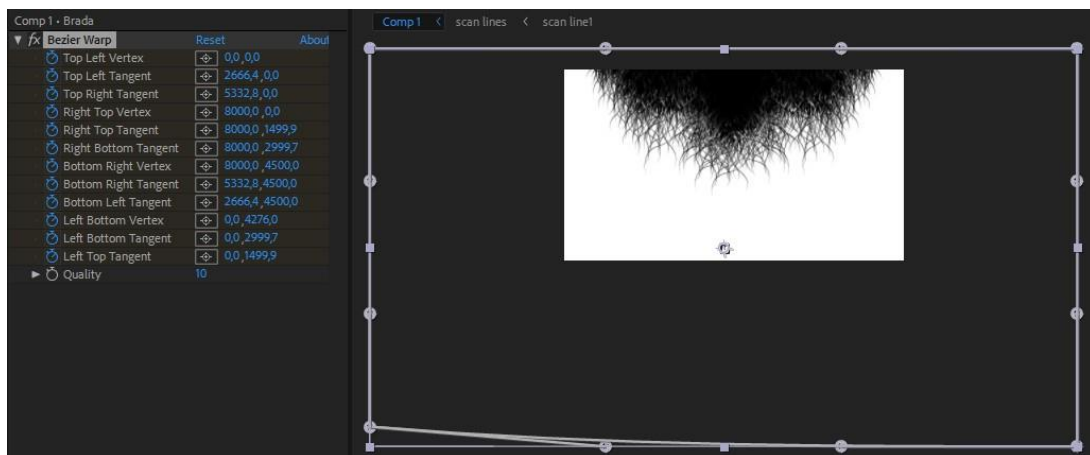 Comp 1 • Brada
fx Bezier Warp Reset About
Top Left Vertex 0,0 ,0,0
Top Left Tangent 2666,4 ,0,0
Top Right Tangent 5332,8 ,0,0
Right Top Vertex 8000,0 ,0,0
Right Top Tangent 8000,0 ,1499,9
Right Bottom Tangent 8000,0 ,2999,7
Bottom Right Vertex 8000,0 ,4500,0
Bottom Right Tangent 5332,8 ,4500,0
Bottom Left Tangent 2666,4 ,4500,0
Left Bottom Vertex 0,0 ,4276,0
Left Bottom Tangent 0,0 ,2999,7
Left Top Tangent 0,0 ,1499,9
Quality 10
Comp 1 < scan lines < scan line1